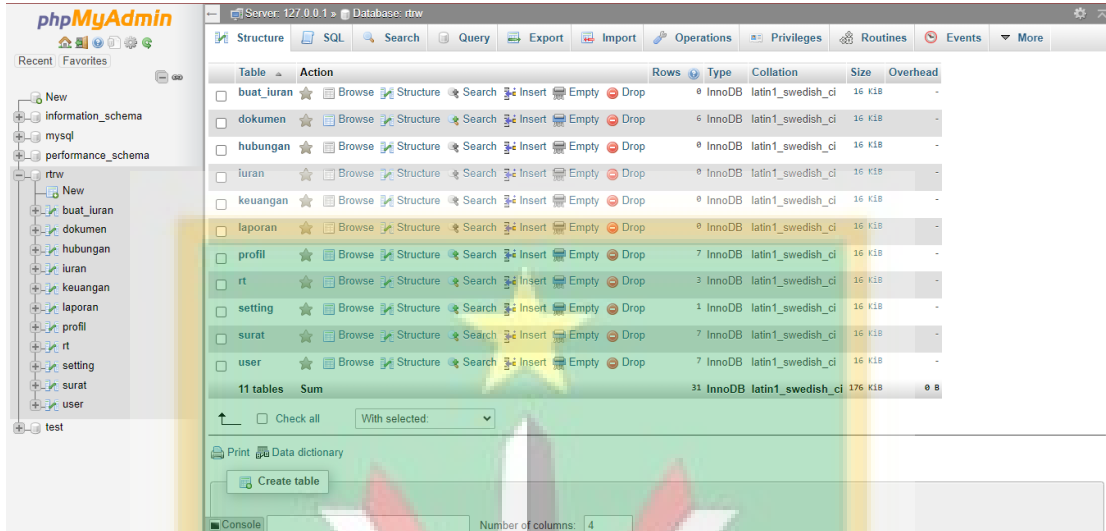 phpMyAdmin
Recent Favorites
New
information_schema
mysql
performance_schema
rtrw
New
buat_iuran
dokumen
hubungan
iuran
keuangan
laporan
profil
rt
setting
surat
user
test
Server: 127.0.0.1 » Database: rtrw
Structure SQL Search Query Export Import Operations Privileges Routines Events More
Table Action Rows Type Collation Size Overhead
buat_iuran Browse Structure Search Insert Empty Drop 0 InnoDB latin1_swedish_ci 16 KiB -
dokumen Browse Structure Search Insert Empty Drop 6 InnoDB latin1_swedish_ci 16 KiB -
hubungan Browse Structure Search Insert Empty Drop 0 InnoDB latin1_swedish_ci 16 KiB -
iuran Browse Structure Search Insert Empty Drop 0 InnoDB latin1_swedish_ci 16 KiB -
keuangan Browse Structure Search Insert Empty Drop 0 InnoDB latin1_swedish_ci 16 KiB -
laporan Browse Structure Search Insert Empty Drop 0 InnoDB latin1_swedish_ci 16 KiB -
profil Browse Structure Search Insert Empty Drop 7 InnoDB latin1_swedish_ci 16 KiB -
rt Browse Structure Search Insert Empty Drop 3 InnoDB latin1_swedish_ci 16 KiB -
setting Browse Structure Search Insert Empty Drop 1 InnoDB latin1_swedish_ci 16 KiB -
surat Browse Structure Search Insert Empty Drop 7 InnoDB latin1_swedish_ci 16 KiB -
user Browse Structure Search Insert Empty Drop 7 InnoDB latin1_swedish_ci 16 KiB -
11 tables Sum 31 InnoDB latin1_swedish_ci 176 KiB 0 B
Check all With selected:
Print Data dictionary
Create table
Console Number of columns: 4